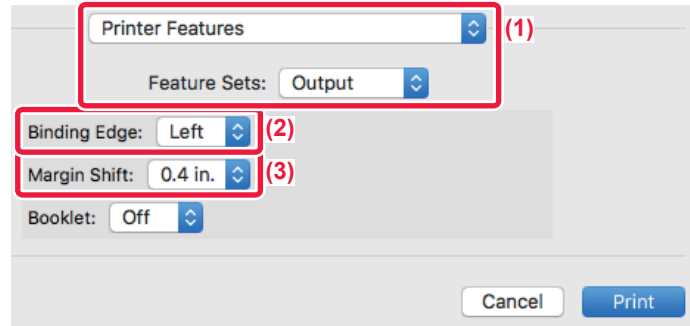 Printer Features (1)
Feature Sets: Output
Binding Edge: Left (2)
Margin Shift: 0.4 in. (3)
Booklet: Off
Cancel Print